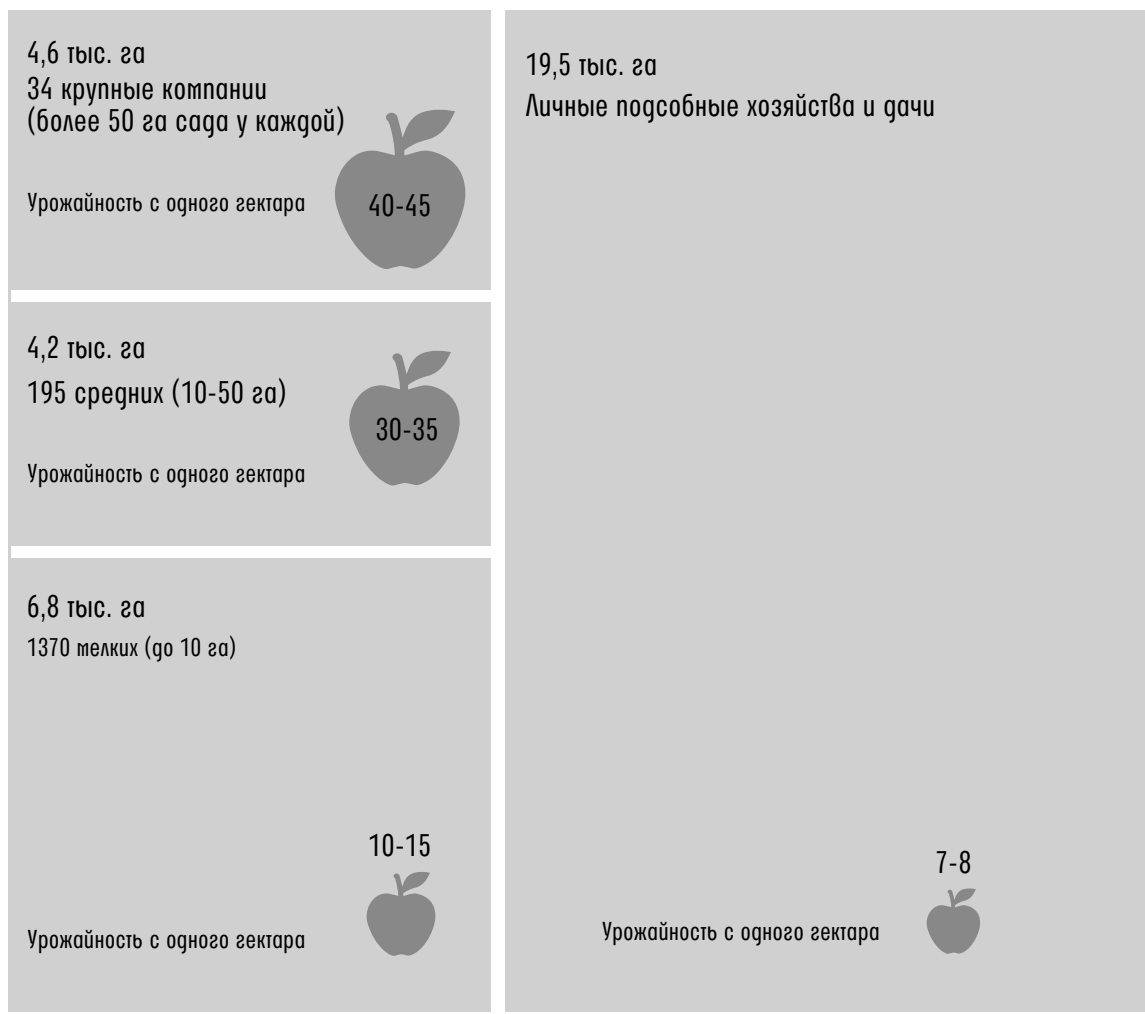 4,6 тыс. га
34 крупные компании
(более 50 га сада у каждой)
Урожайность с одного гектара
40-45
4,2 тыс. га
195 средних (10-50 га)
30-35
Урожайность с одного гектара
6,8 тыс. га
1370 мелких (до 10 га)
10-15
Урожайность с одного гектара
19,5 тыс. га
Личные подсобные хозяйства и дачи
7-8
Урожайность с одного гектара